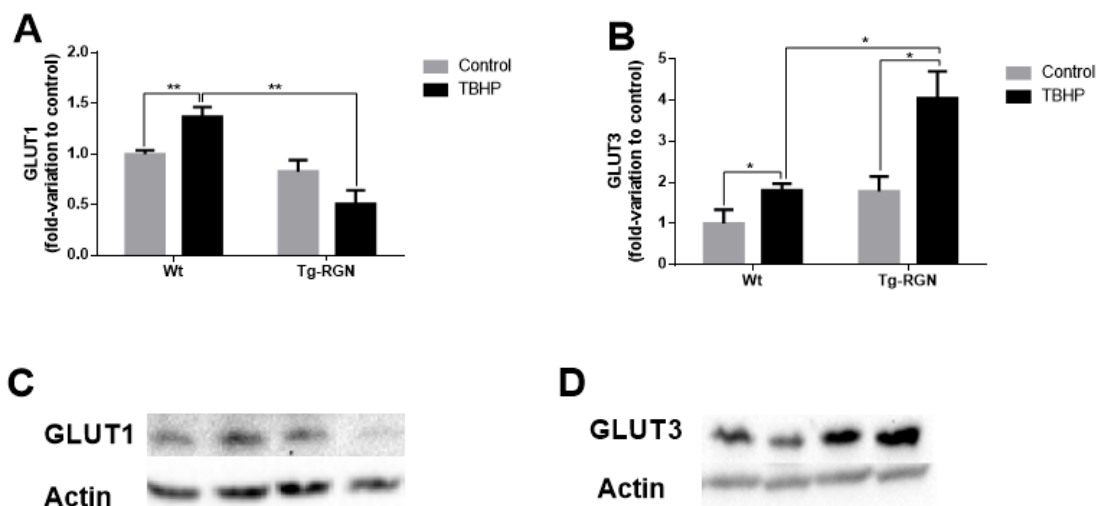 A
GLUT1
(fold-variation to control)
2.0
1.5
1.0
0.5
0.0
**
**
Wt
Tg-RGN
Control
TBHP
B
GLUT3
(fold-variation to control)
5
4
3
2
1
0
*
*
*
Wt
Tg-RGN
Control
TBHP
C
GLUT1
Actin
D
GLUT3
Actin